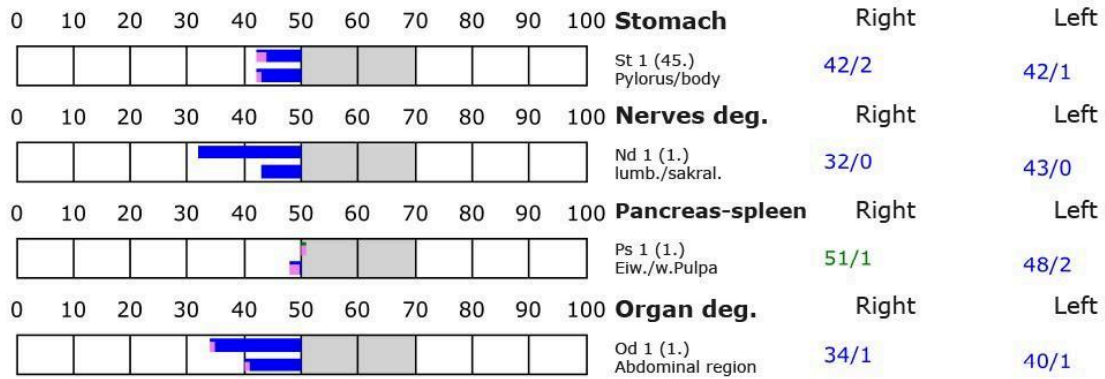 0 10 20 30 40 50 60 70 80 90 100 Stomach Right Left
St 1 (45.) 42/2 42/1
Pylorus/body
0 10 20 30 40 50 60 70 80 90 100 Nerves deg. Right Left
Nd 1 (1.) 32/0 43/0
lumb./sakral.
0 10 20 30 40 50 60 70 80 90 100 Pancreas-spleen Right Left
Ps 1 (1.) 51/1 48/2
Eiw./w.Pulpa
0 10 20 30 40 50 60 70 80 90 100 Organ deg. Right Left
Od 1 (1.) 34/1 40/1
Abdominal region